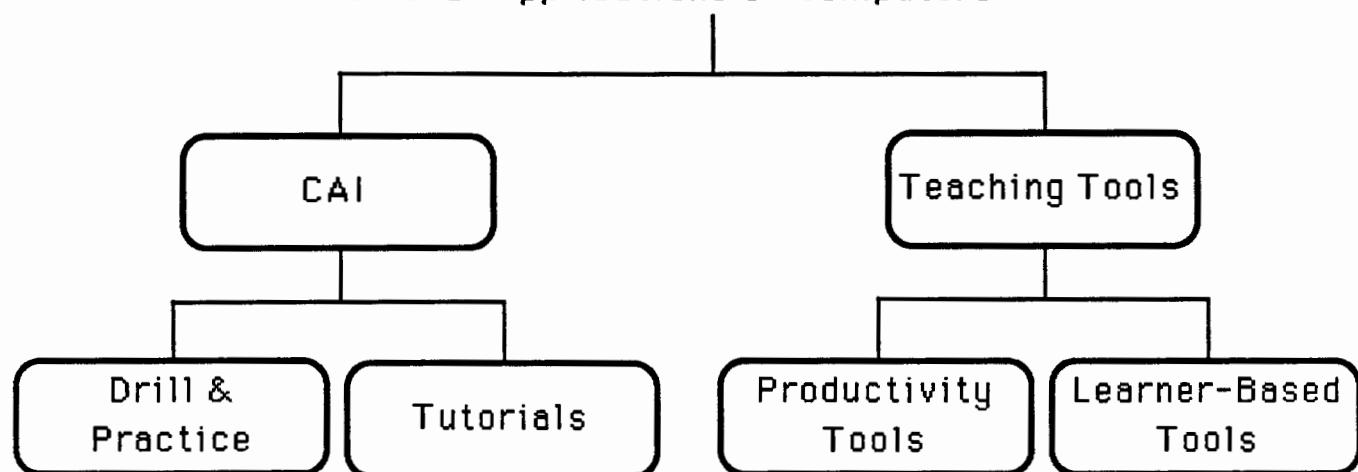 CAI
Teaching Tools
Drill &
Practice
Tutorials
Productivity
Tools
Learner-Based
Tools